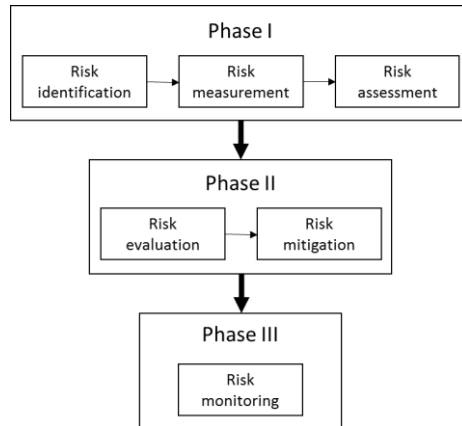 Phase I
Risk
identification
Risk
measurement
Risk
assessment
Phase II
Risk
evaluation
Risk
mitigation
Phase III
Risk
monitoring